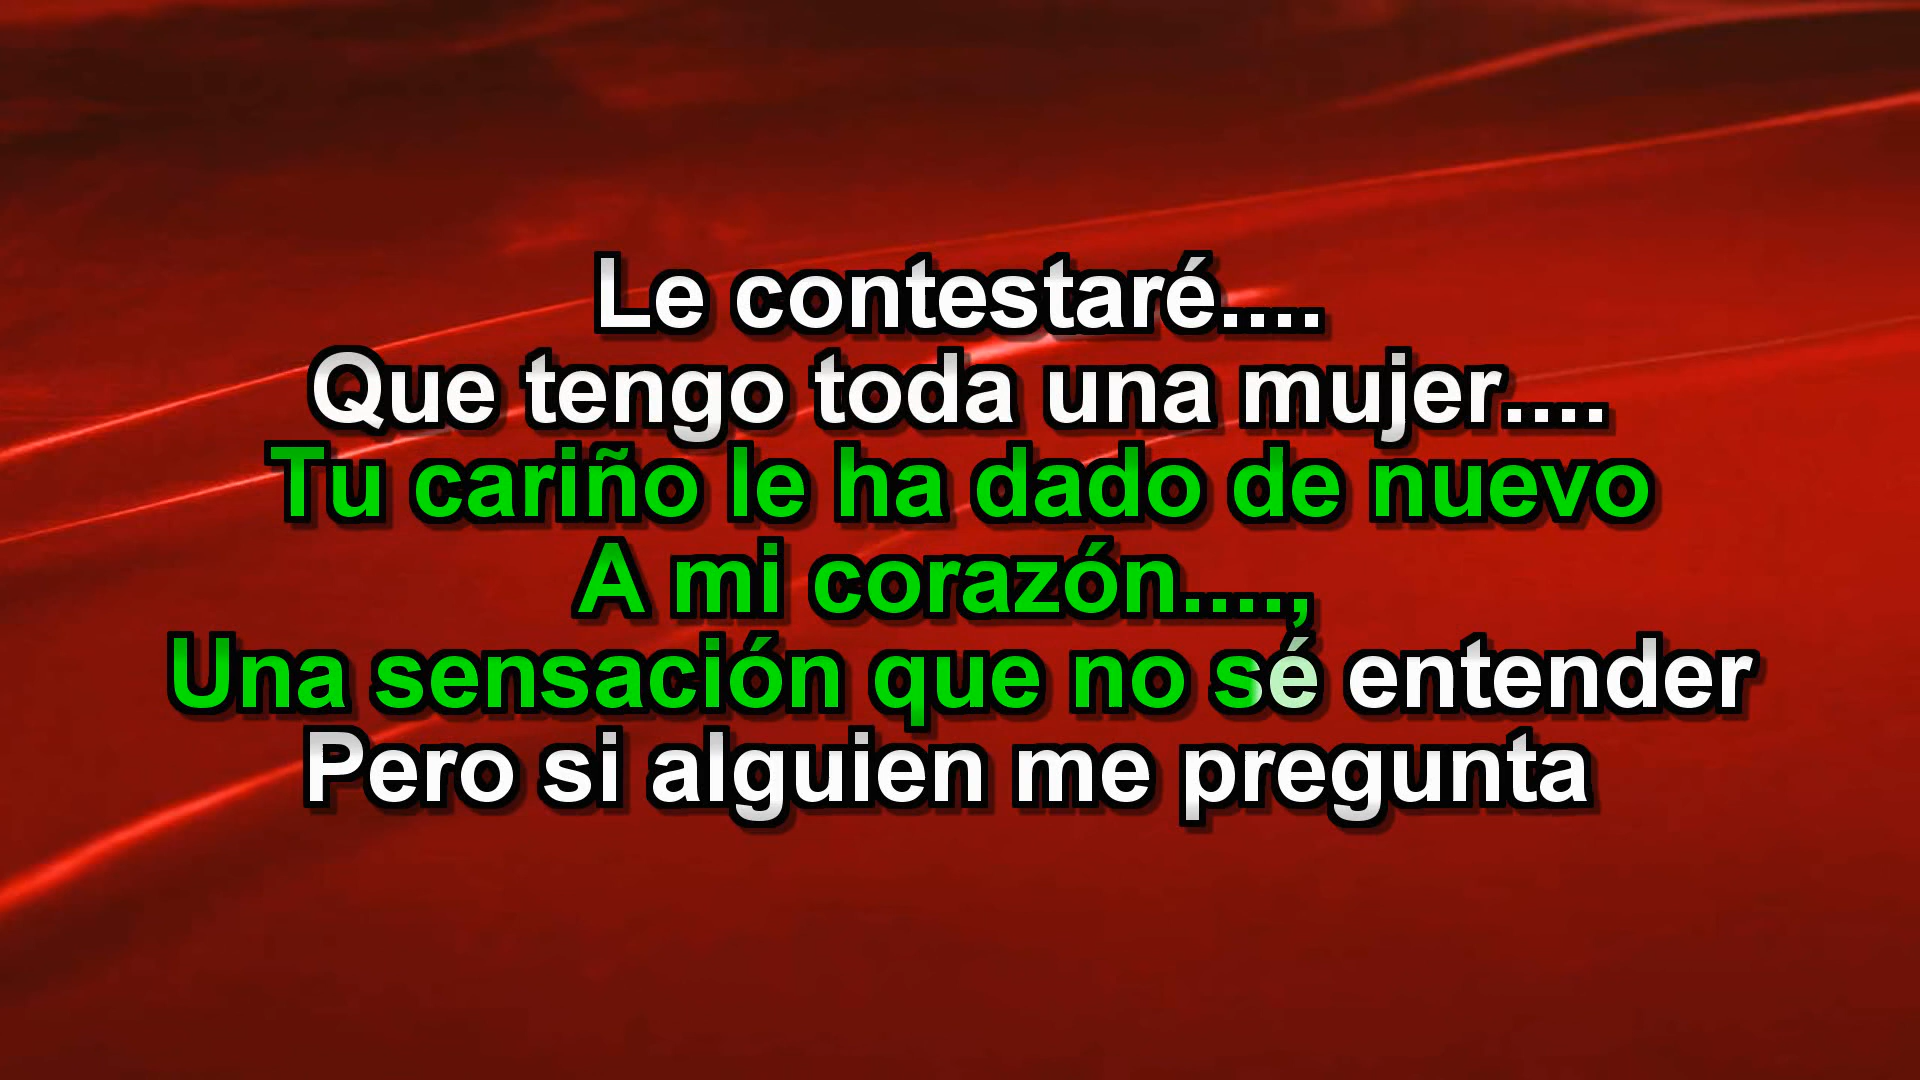 Le contestaré....
Que tengo toda una mujer....
Tu cariño le ha dado de nuevo
A mi corazón....,
Una sensación que no sé entender
Pero si alguien me pregunta